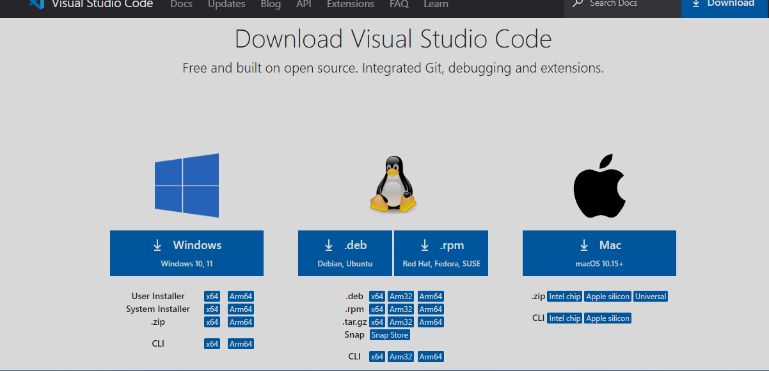 Visual Studio Code Docs Updates Blog API Extensions FAQ Learn Search Docs Download
Download Visual Studio Code
Free and built on open source. Integrated Git, debugging and extensions.
Windows
Windows 10, 11
User Installer x64 Arm64
System Installer x64 Arm64
.zip x64 Arm64
CLI x64 Arm64
.deb
Debian, Ubuntu
.rpm
Red Hat, Fedora, SUSE
.deb x64 Arm32 Arm64
.rpm x64 Arm32 Arm64
.tar.gz x64 Arm32 Arm64
Snap Snap Store
CLI x64 Arm32 Arm64
Mac
macOS 10.15+
.zip Intel chip Apple silicon Universal
CLI Intel chip Apple silicon